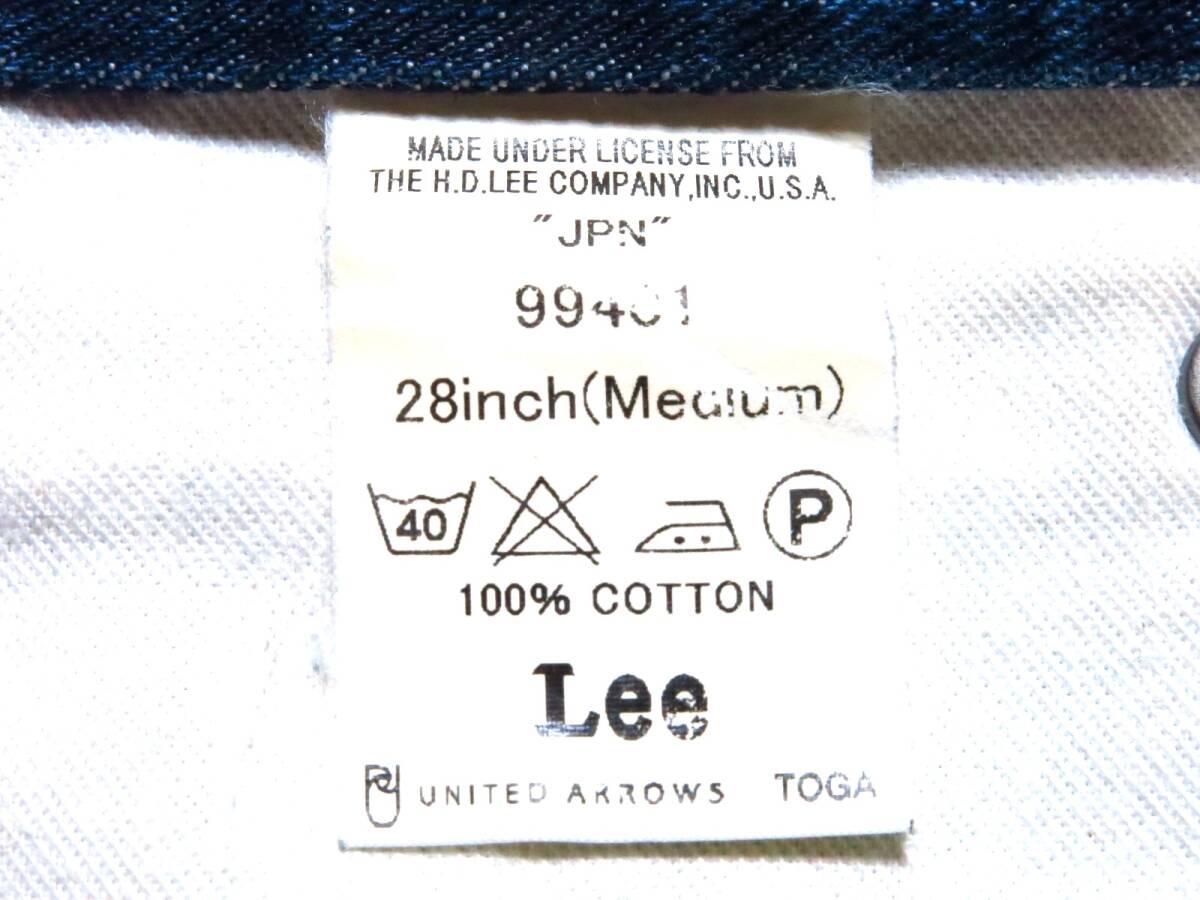 MADE UNDER LICENSE FROM
THE H.D.LEE COMPANY,INC.,U.S.A.
"JPN"
28inch(Medium)
40 P
100% COTTON
Lee
UNITED ARROWS TOGA